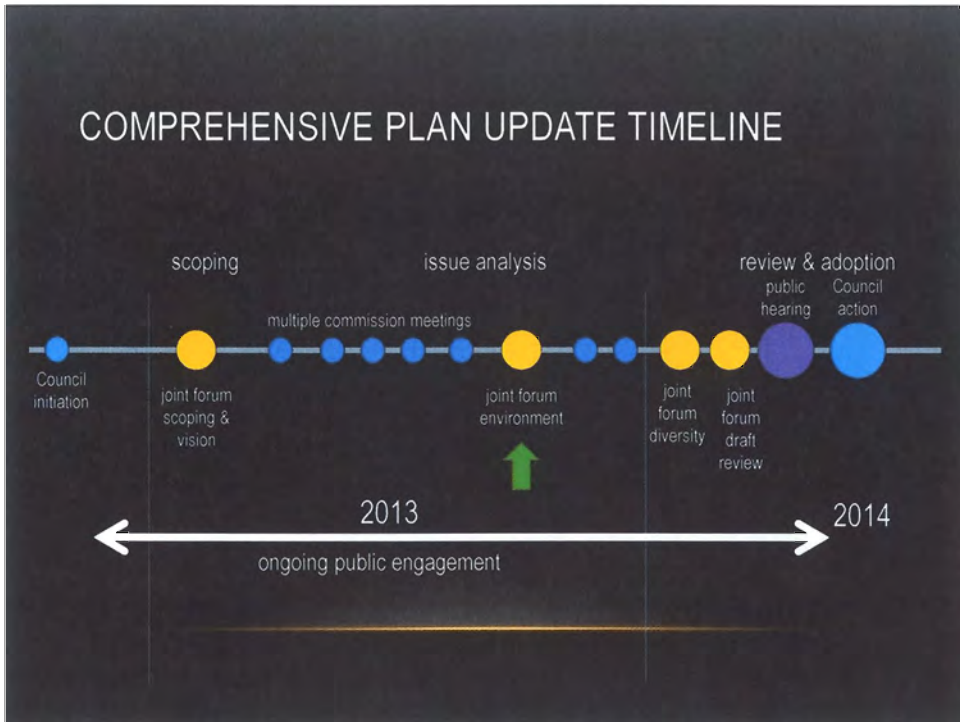 COMPREHENSIVE PLAN UPDATE TIMELINE
scoping
issue analysis
review & adoption
public
hearing
Council
action
multiple commission meetings
Council
initiation
joint forum
scoping &
vision
joint forum
environment
joint
forum
diversity
joint
forum
draft
review
2013
2014
ongoing public engagement